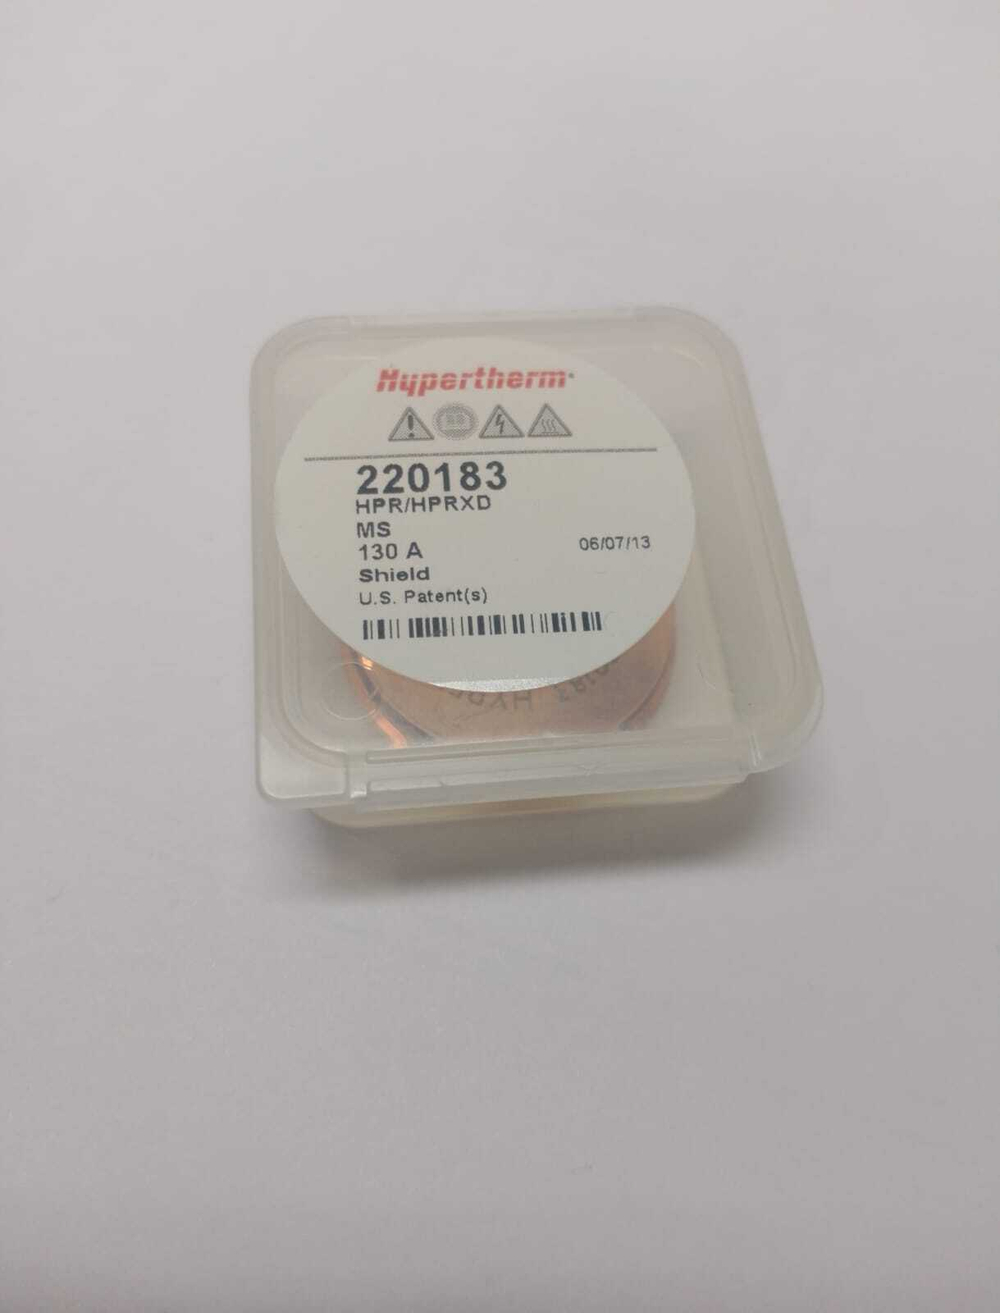 Hypertherm
220183
HPR/HPRXD
MS
130 A
06/07/13
Shield
U.S. Patent(s)